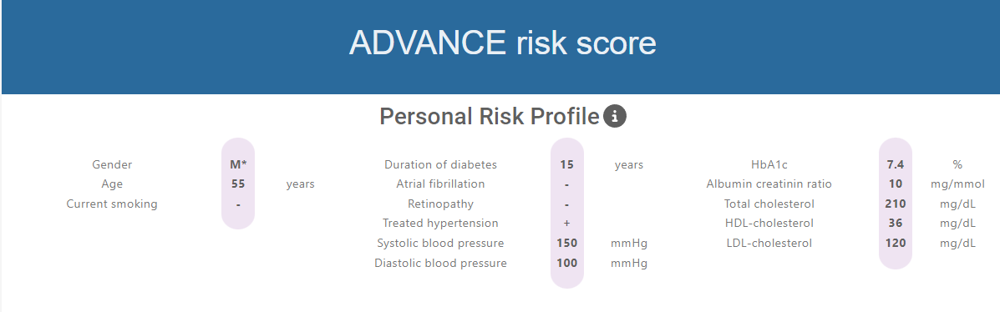 ADVANCE risk score
Personal Risk Profile
Gender M*
Age 55 years
Current smoking -
Duration of diabetes 15 years
Atrial fibrillation -
Retinopathy -
Treated hypertension +
Systolic blood pressure 150 mmHg
Diastolic blood pressure 100 mmHg
HbA1c 7.4 %
Albumin creatinin ratio 10 mg/mmol
Total cholesterol 210 mg/dL
HDL-cholesterol 36 mg/dL
LDL-cholesterol 120 mg/dL